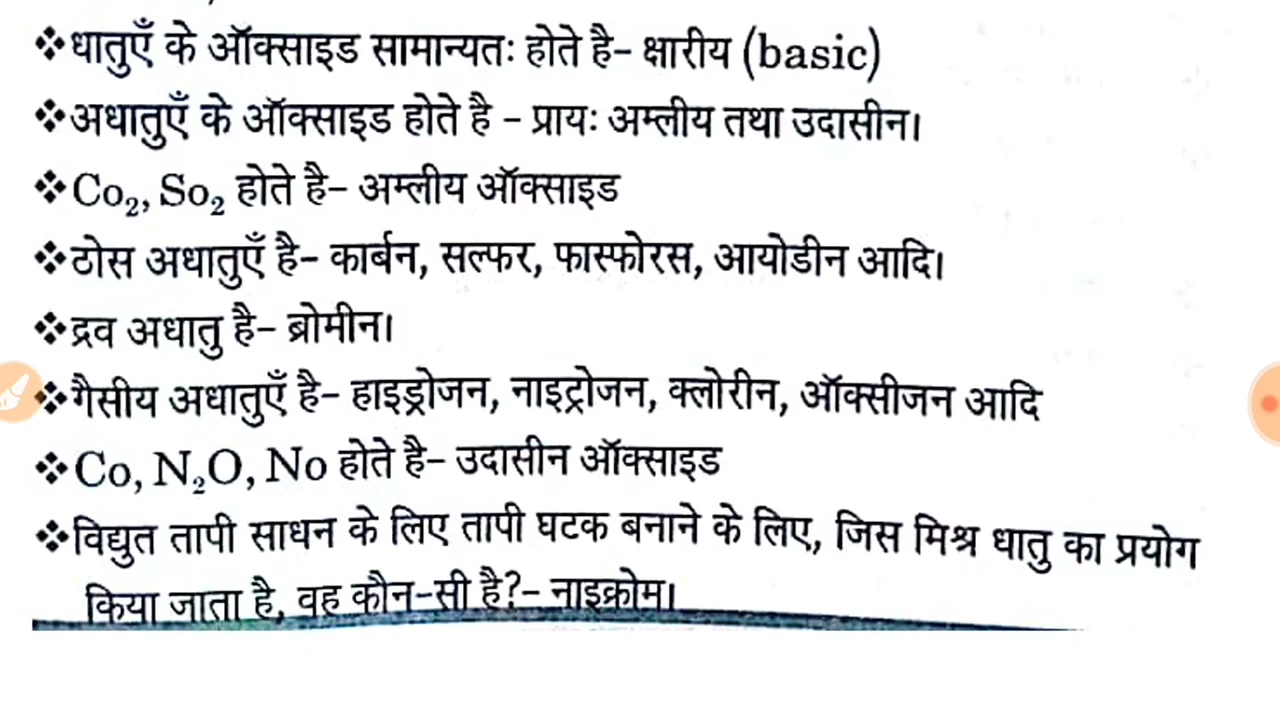 ❖धातुएँ के ऑक्साइड सामान्यतः होते है– क्षारीय (basic)
❖अधातुएँ के ऑक्साइड होते है – प्रायः अम्लीय तथा उदासीन।
❖Co₂, So₂ होते है– अम्लीय ऑक्साइड
❖ठोस अधातुएँ है– कार्बन, सल्फर, फास्फोरस, आयोडीन आदि।
❖द्रव अधातु है– ब्रोमीन।
❖गैसीय अधातुएँ है– हाइड्रोजन, नाइट्रोजन, क्लोरीन, ऑक्सीजन आदि
❖Co, N₂O, No होते है– उदासीन ऑक्साइड
❖विद्युत तापी साधन के लिए तापी घटक बनाने के लिए, जिस मिश्र धातु का प्रयोग
किया जाता है, वह कौन-सी है?– नाइक्रोम।